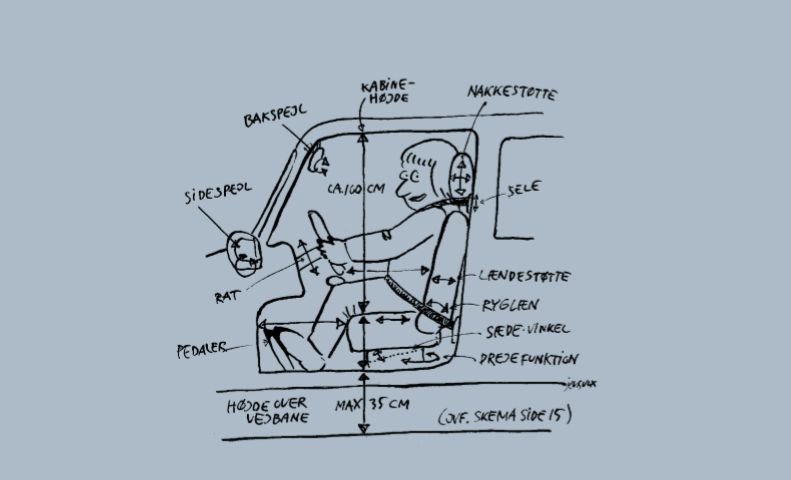 KABINE-
HØJDE
NAKKESTØTTE
BAKSPEJL
SIDESPEJL
CA. 160 CM
SELE
RAT
LÆNDESTØTTE
RYGLÆN
SÆDE-VINKEL
PEDALER
DREJEFUNKTION
HØJDE OVER
VEJBANE
MAX 35 CM
(JVF. SKEMA SIDE 15)